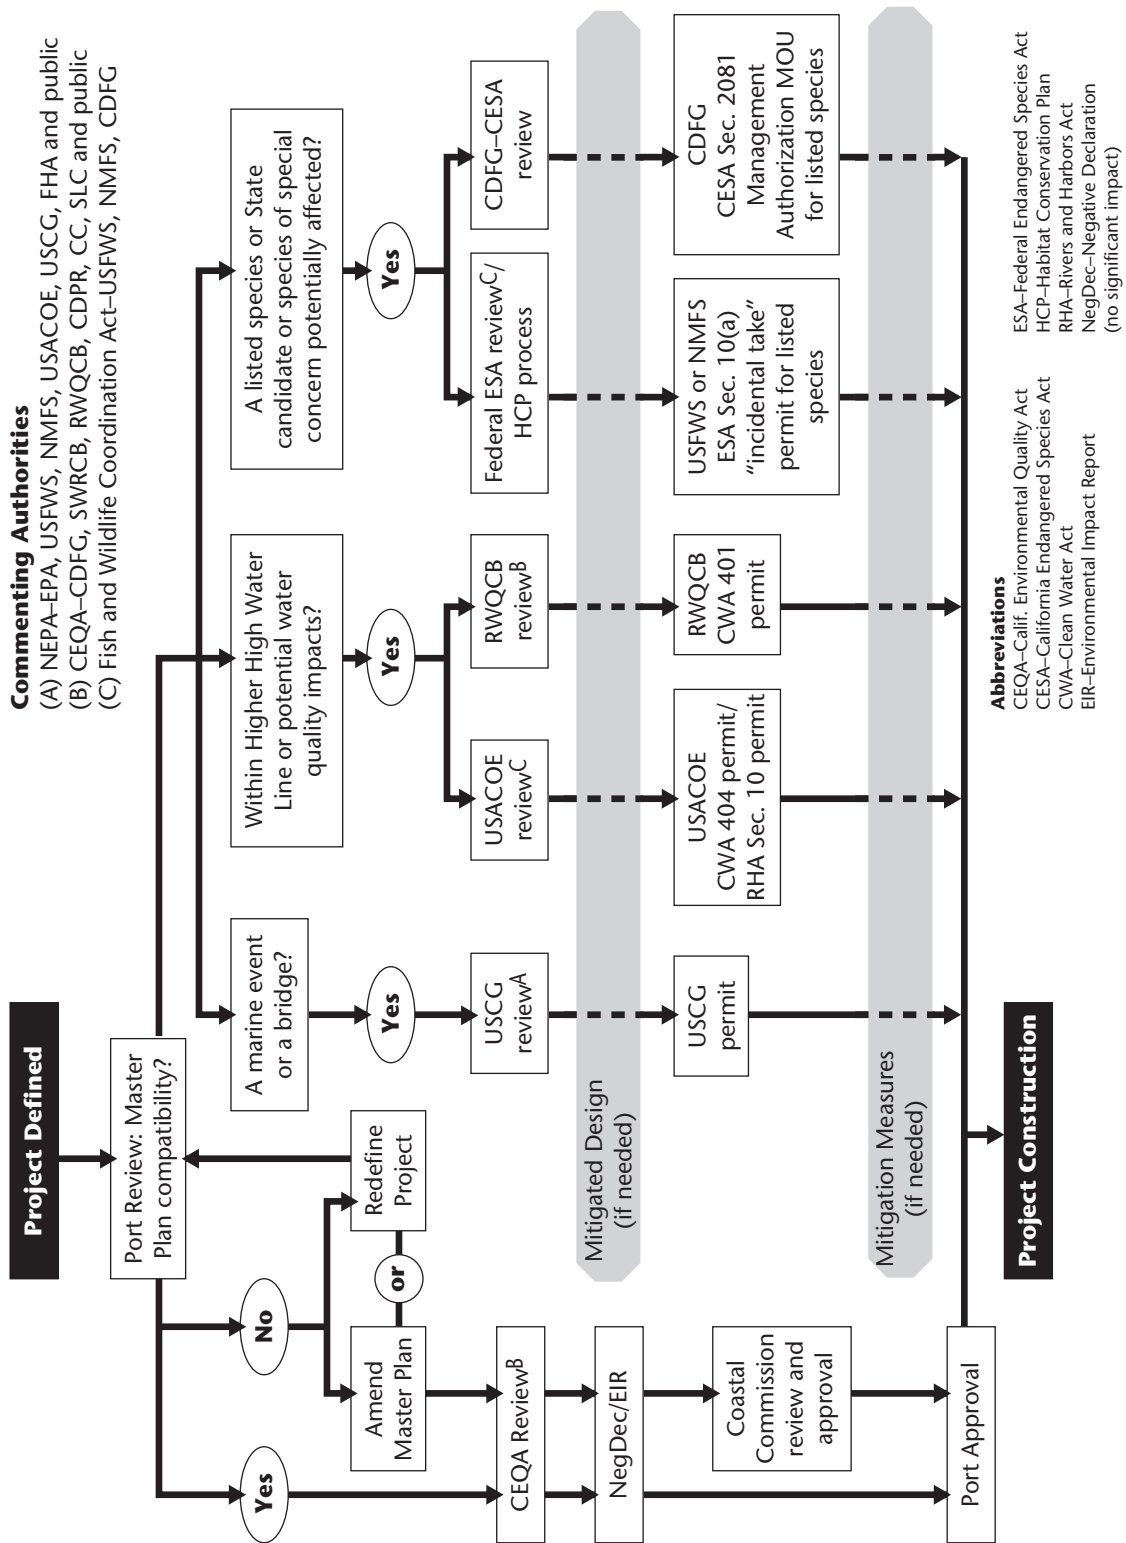 Project Defined
Port Review: Master
Plan compatibility?
Yes
No
Amend
Master Plan
or
Redefine
Project
CEQA ReviewB
NegDec/EIR
Coastal
Commission
review and
approval
Port Approval
A marine event
or a bridge?
Yes
USCG
reviewA
USCG
permit
Within Higher High Water
Line or potential water
quality impacts?
Yes
USACOE
reviewC
RWQCB
reviewB
USACOE
CWA 404 permit/
RHA Sec. 10 permit
RWQCB
CWA 401
permit
A listed species or State
candidate or species of special
concern potentially affected?
Yes
Federal ESA reviewC/
HCP process
CDFG–CESA
review
USFWS or NMFS
ESA Sec. 10(a)
“incidental take”
permit for listed
species
CDFG
CESA Sec. 2081
Management
Authorization MOU
for listed species
Mitigated Design
(if needed)
Mitigation Measures
(if needed)
Project Construction
Commenting Authorities
(A) NEPA–EPA, USFWS, NMFS, USACOE, USCG, FHA and public
(B) CEQA–CDFG, SWRCB, RWQCB, CDPR, CC, SLC and public
(C) Fish and Wildlife Coordination Act–USFWS, NMFS, CDFG
Abbreviations
CEQA–Calif. Environmental Quality Act
CESA–California Endangered Species Act
CWA–Clean Water Act
EIR–Environmental Impact Report
ESA–Federal Endangered Species Act
HCP–Habitat Conservation Plan
RHA–Rivers and Harbors Act
NegDec–Negative Declaration
(no significant impact)